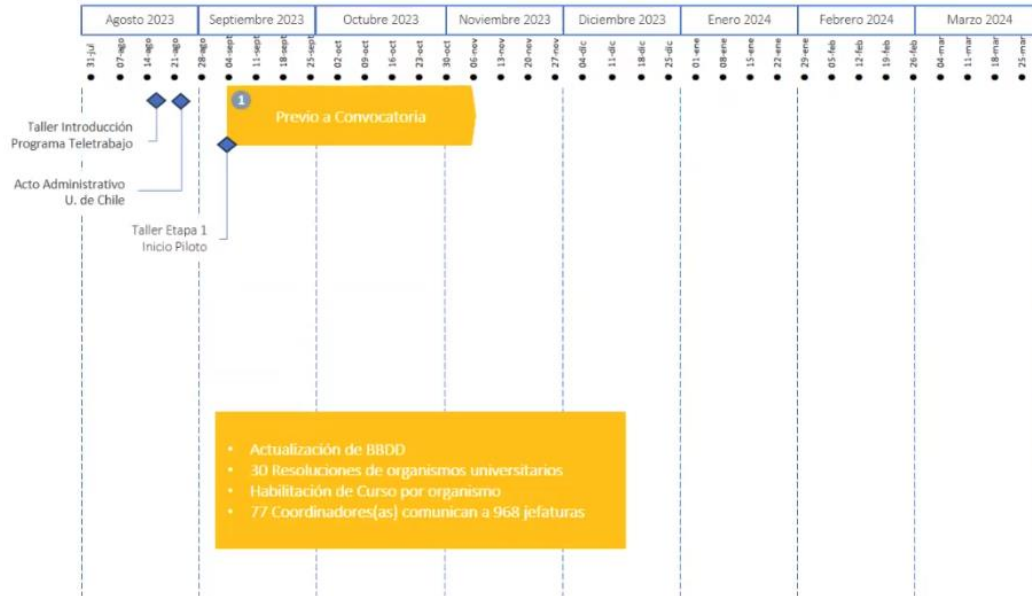 Agosto 2023 Septiembre 2023 Octubre 2023 Noviembre 2023 Diciembre 2023 Enero 2024 Febrero 2024 Marzo 2024
31-jul 07-ago 14-ago 21-ago 28-ago 04-sept 11-sept 18-sept 25-sept 02-oct 09-oct 16-oct 23-oct 30-oct 06-nov 13-nov 20-nov 27-nov 04-dic 11-dic 18-dic 25-dic 01-ene 08-ene 15-ene 22-ene 29-ene 05-feb 12-feb 19-feb 26-feb 04-mar 11-mar 18-mar 25-mar
1
Previo a Convocatoria
Taller Introducción
Programa Teletrabajo
Acto Administrativo
U. de Chile
Taller Etapa 1
Inicio Piloto
• Actualización de BBDD
• 30 Resoluciones de organismos universitarios
• Habilitación de Curso por organismo
• 77 Coordinadores(as) comunican a 968 jefaturas